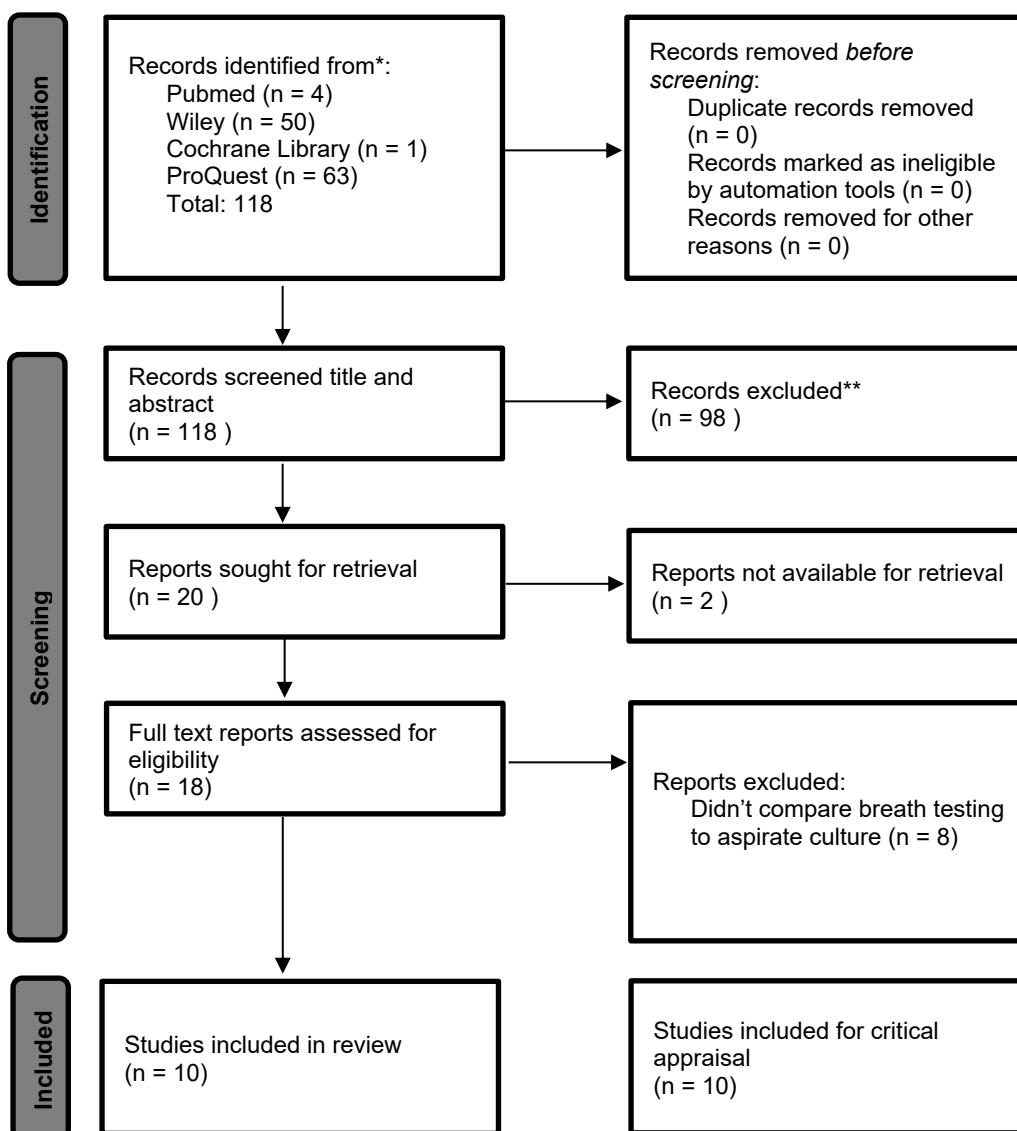 Identification
Records identified from*:
Pubmed (n = 4)
Wiley (n = 50)
Cochrane Library (n = 1)
ProQuest (n = 63)
Total: 118
Records removed before
screening:
Duplicate records removed
(n = 0)
Records marked as ineligible
by automation tools (n = 0)
Records removed for other
reasons (n = 0)
Screening
Records screened title and
abstract
(n = 118 )
Records excluded**
(n = 98 )
Reports sought for retrieval
(n = 20 )
Reports not available for retrieval
(n = 2 )
Full text reports assessed for
eligibility
(n = 18)
Reports excluded:
Didn’t compare breath testing
to aspirate culture (n = 8)
Included
Studies included in review
(n = 10)
Studies included for critical
appraisal
(n = 10)